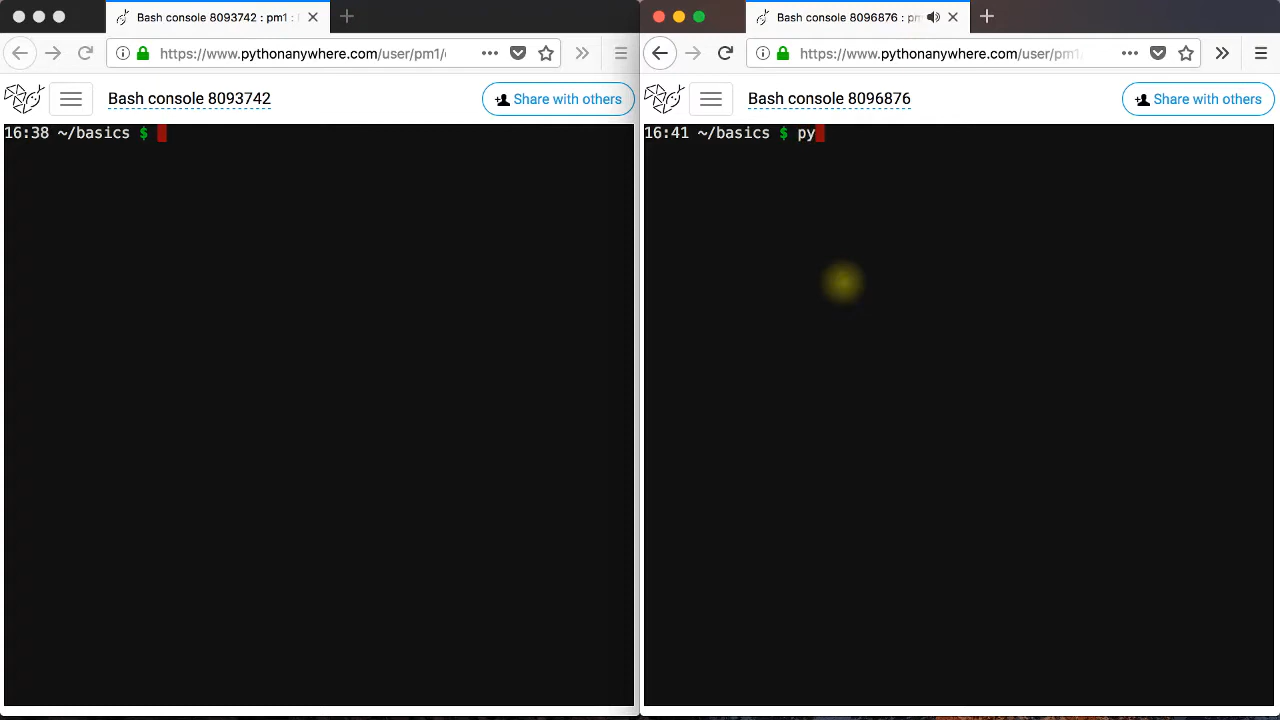 Bash console 8093742 : pm1 :
https://www.pythonanywhere.com/user/pm1/
Bash console 8093742
Share with others
16:38 ~/basics $
Bash console 8096876 : pm
https://www.pythonanywhere.com/user/pm1
Bash console 8096876
Share with others
16:41 ~/basics $ py